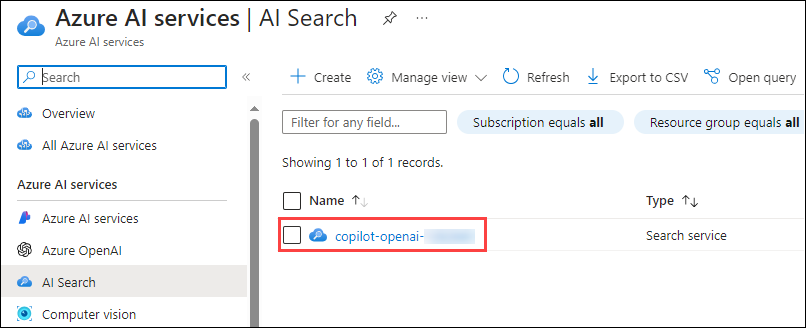 Azure AI services | AI Search
Azure AI services
Search
Overview
All Azure AI services
Azure AI services
Azure AI services
Azure OpenAI
AI Search
Computer vision
Create Manage view Refresh Export to CSV Open query
Filter for any field... Subscription equals all Resource group equals all
Showing 1 to 1 of 1 records.
Name Type
copilot-openai- Search service